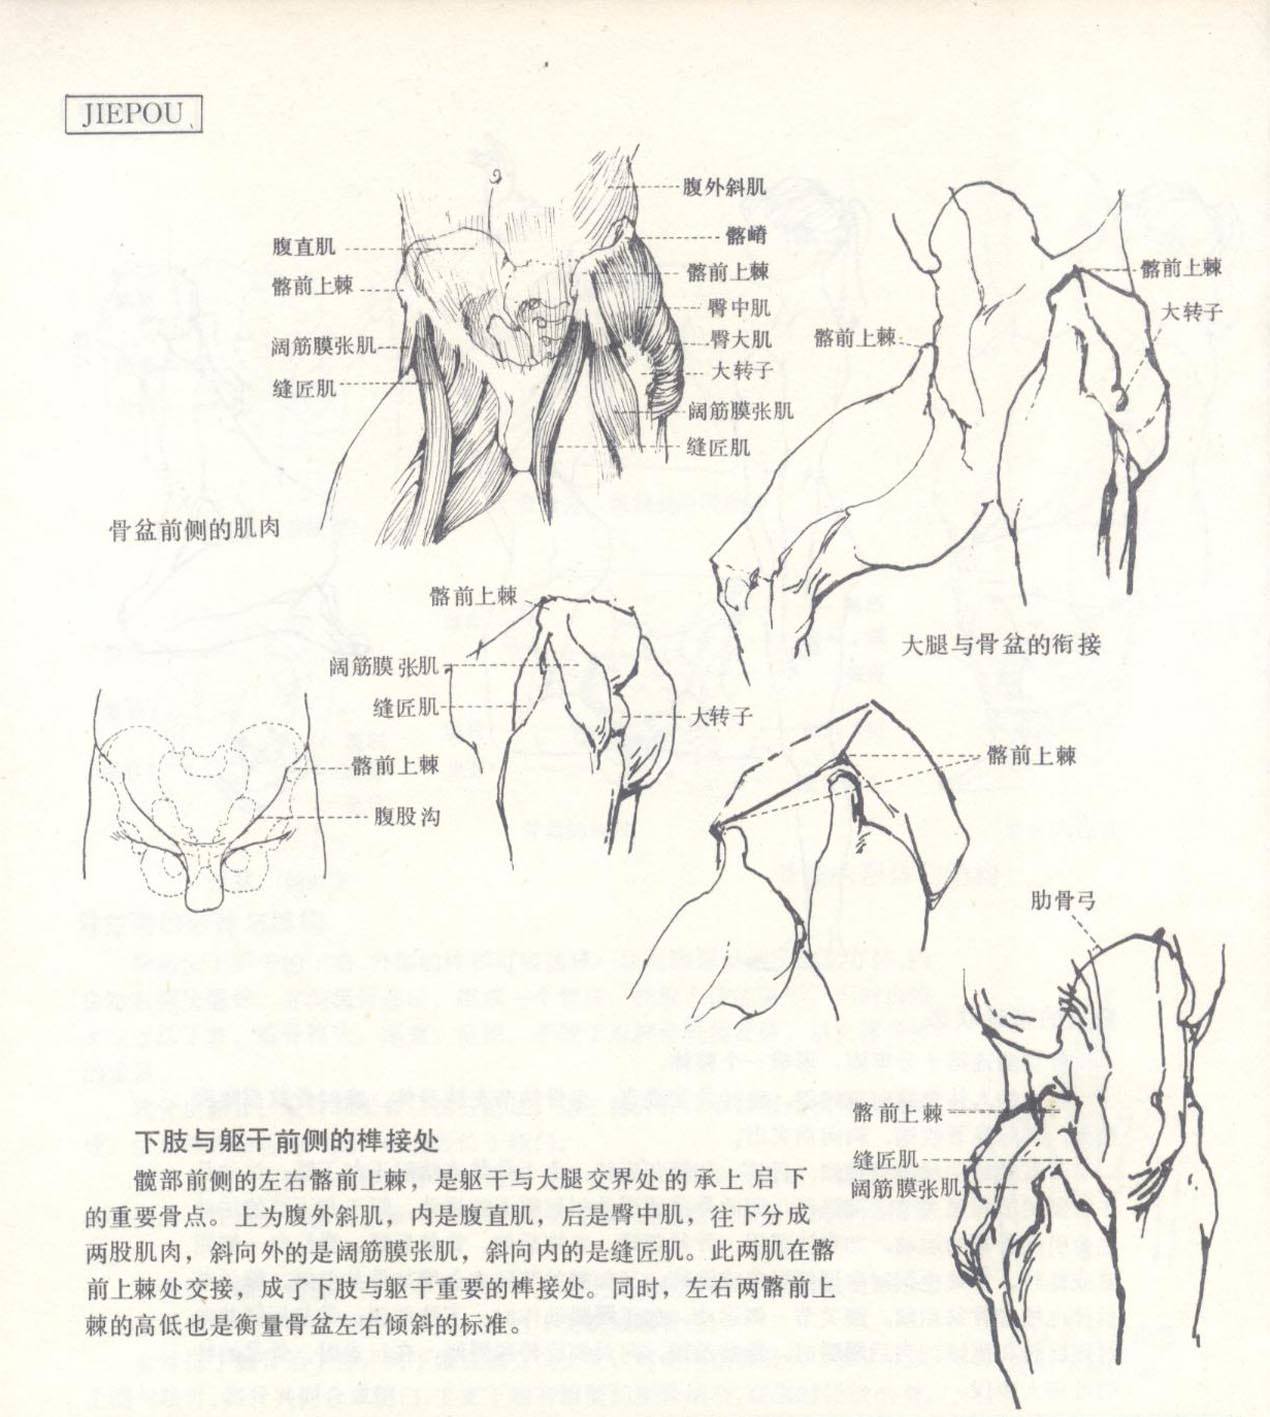 JIEPOU
腹外斜肌
腹直肌
髂嵴
髂前上棘
髂前上棘
臀中肌
阔筋膜张肌
臀大肌
缝匠肌
大转子
阔筋膜张肌
缝匠肌
骨盆前侧的肌肉
髂前上棘
大转子
髂前上棘
大腿与骨盆的衔接
髂前上棘
阔筋膜张肌
缝匠肌
大转子
髂前上棘
腹股沟
髂前上棘
肋骨弓
髂前上棘
缝匠肌
阔筋膜张肌
下肢与躯干前侧的榫接处
髋部前侧的左右髂前上棘，是躯干与大腿交界处的承上启下
的重要骨点。上为腹外斜肌，内是腹直肌，后是臀中肌，往下分成
两股肌肉，斜向外的是阔筋膜张肌，斜向内的是缝匠肌。此两肌在髂
前上棘处交接，成了下肢与躯干重要的榫接处。同时，左右两髂前上
棘的高低也是衡量骨盆左右倾斜的标准。